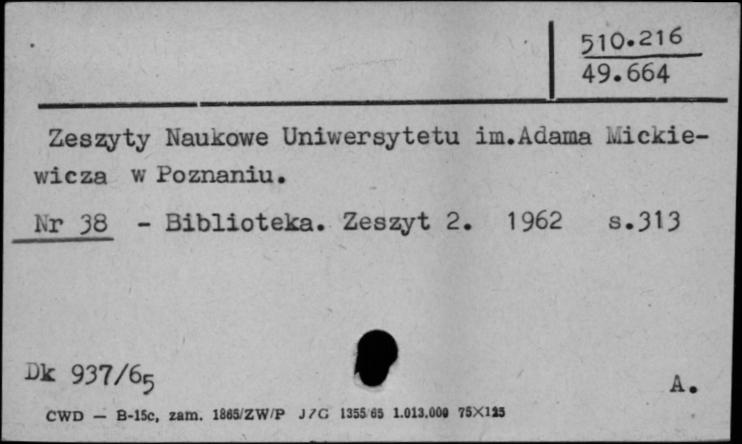 510.216
49.664
Zeszyty Naukowe Uniwersytetu im.Adama Mickie-
wicza w Poznaniu.
Nr 38 - Biblioteka. Zeszyt 2. 1962 s.313
Dk 937/65
A.
CWD — B-15c, zam. 1865/ZW/P J/G 1355/65 1.013.000 75X125